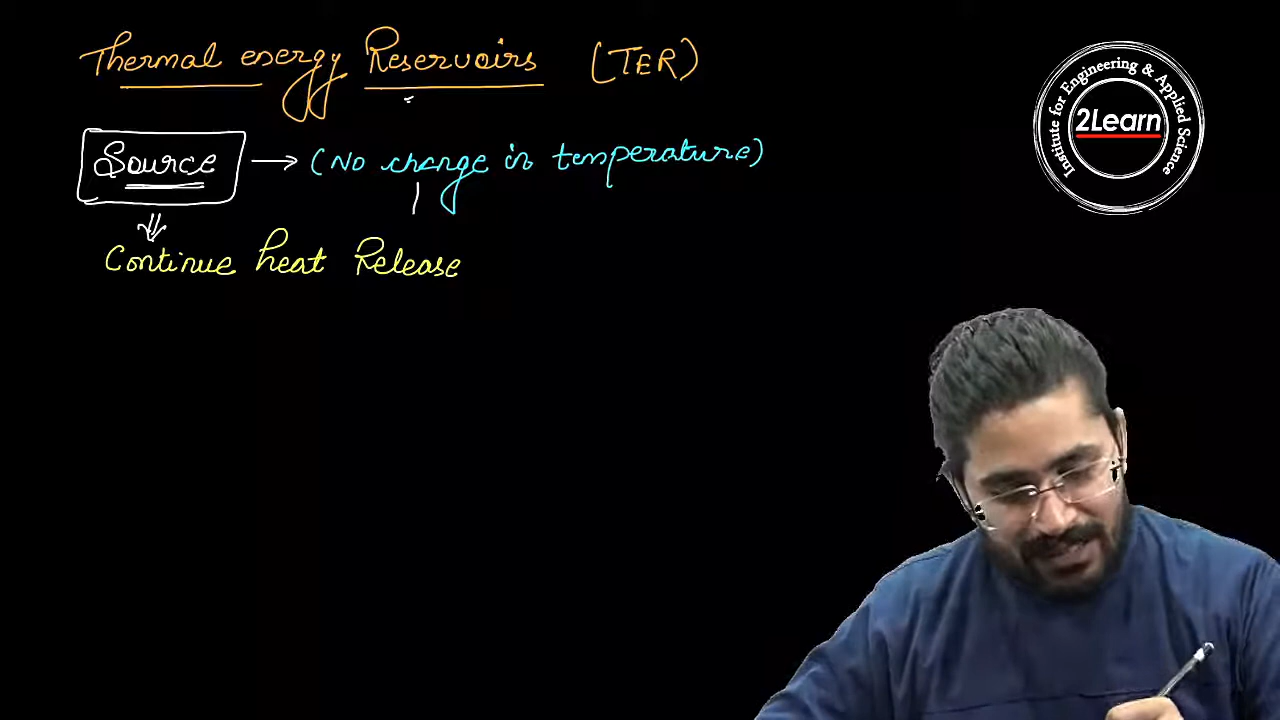 Thermal energy Reservoirs (TER)
Source → (No change in temperature)
⇓
Continue heat Release
Institute for Engineering & Applied Science
2Learn